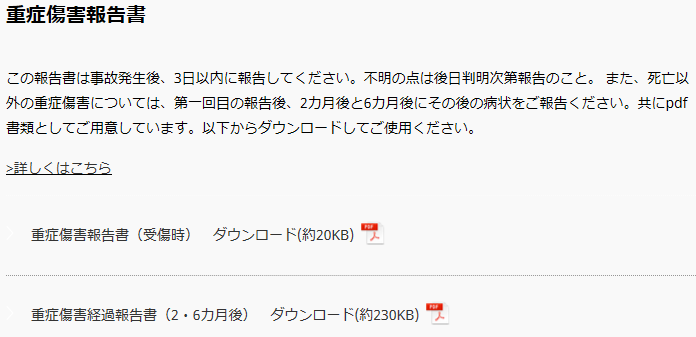 重症傷害報告書
この報告書は事故発生後、3日以内に報告してください。不明の点は後日判明次第報告のこと。 また、死亡以
外の重症傷害については、第一回目の報告後、2カ月後と6カ月後にその後の病状をご報告ください。共にpdf
書類としてご用意しています。以下からダウンロードしてご使用ください。
>詳しくはこちら
重症傷害報告書（受傷時）　ダウンロード(約20KB) PDF
重症傷害経過報告書（2・6カ月後）　ダウンロード(約230KB) PDF